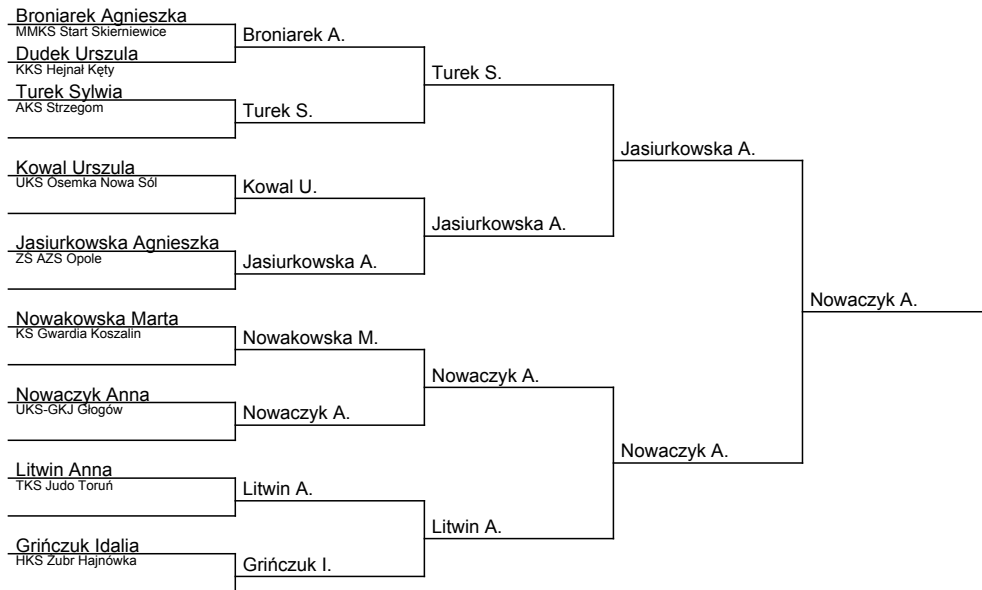 Broniarek Agnieszka
MMKS Start Skierniewice
Dudek Urszula
KKS Hejnał Kęty
Turek Sylwia
AKS Strzegom
Kowal Urszula
UKS Ósemka Nowa Sól
Jasiurkowska Agnieszka
ZS AZS Opole
Nowakowska Marta
KS Gwardia Koszalin
Nowaczyk Anna
UKS-GKJ Głogów
Litwin Anna
TKS Judo Toruń
Grińczuk Idalia
HKS Żubr Hajnówka
Broniarek A.
Turek S.
Kowal U.
Jasiurkowska A.
Nowakowska M.
Nowaczyk A.
Litwin A.
Grińczuk I.
Turek S.
Jasiurkowska A.
Nowaczyk A.
Litwin A.
Jasiurkowska A.
Nowaczyk A.
Nowaczyk A.